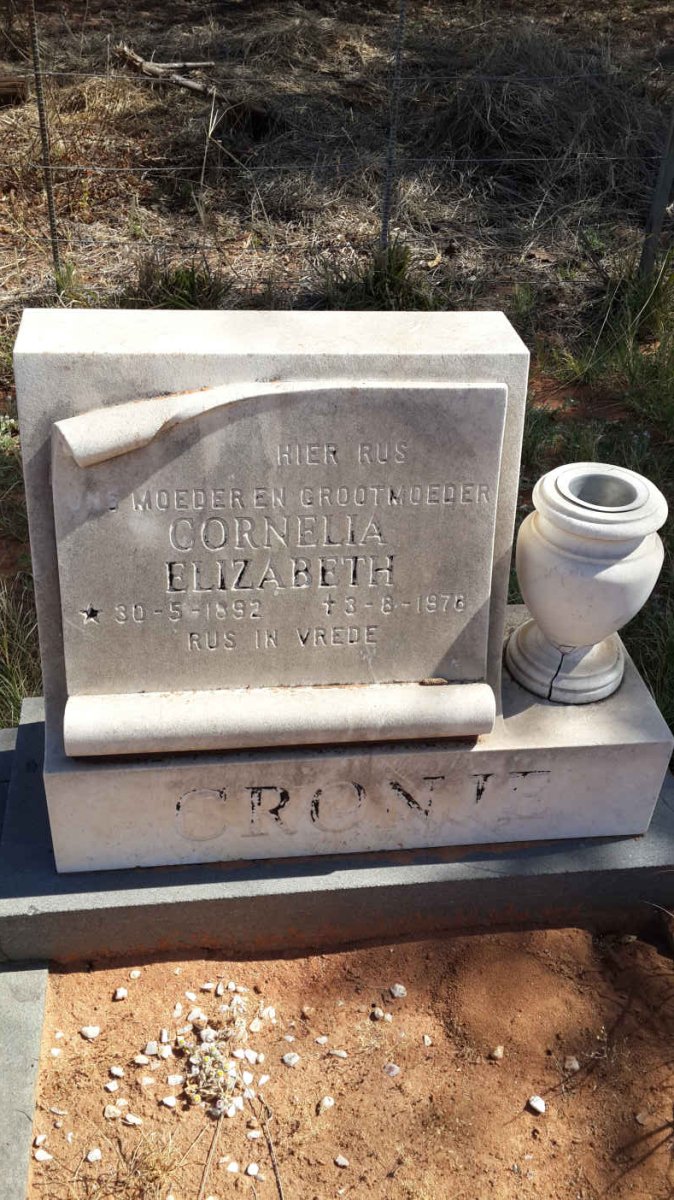 HIER RUS
ONS MOEDER EN GROOTMOEDER
CORNELIA
ELIZABETH
★ 30-5-1892 †3-8-1976
RUS IN VREDE
CRONJE